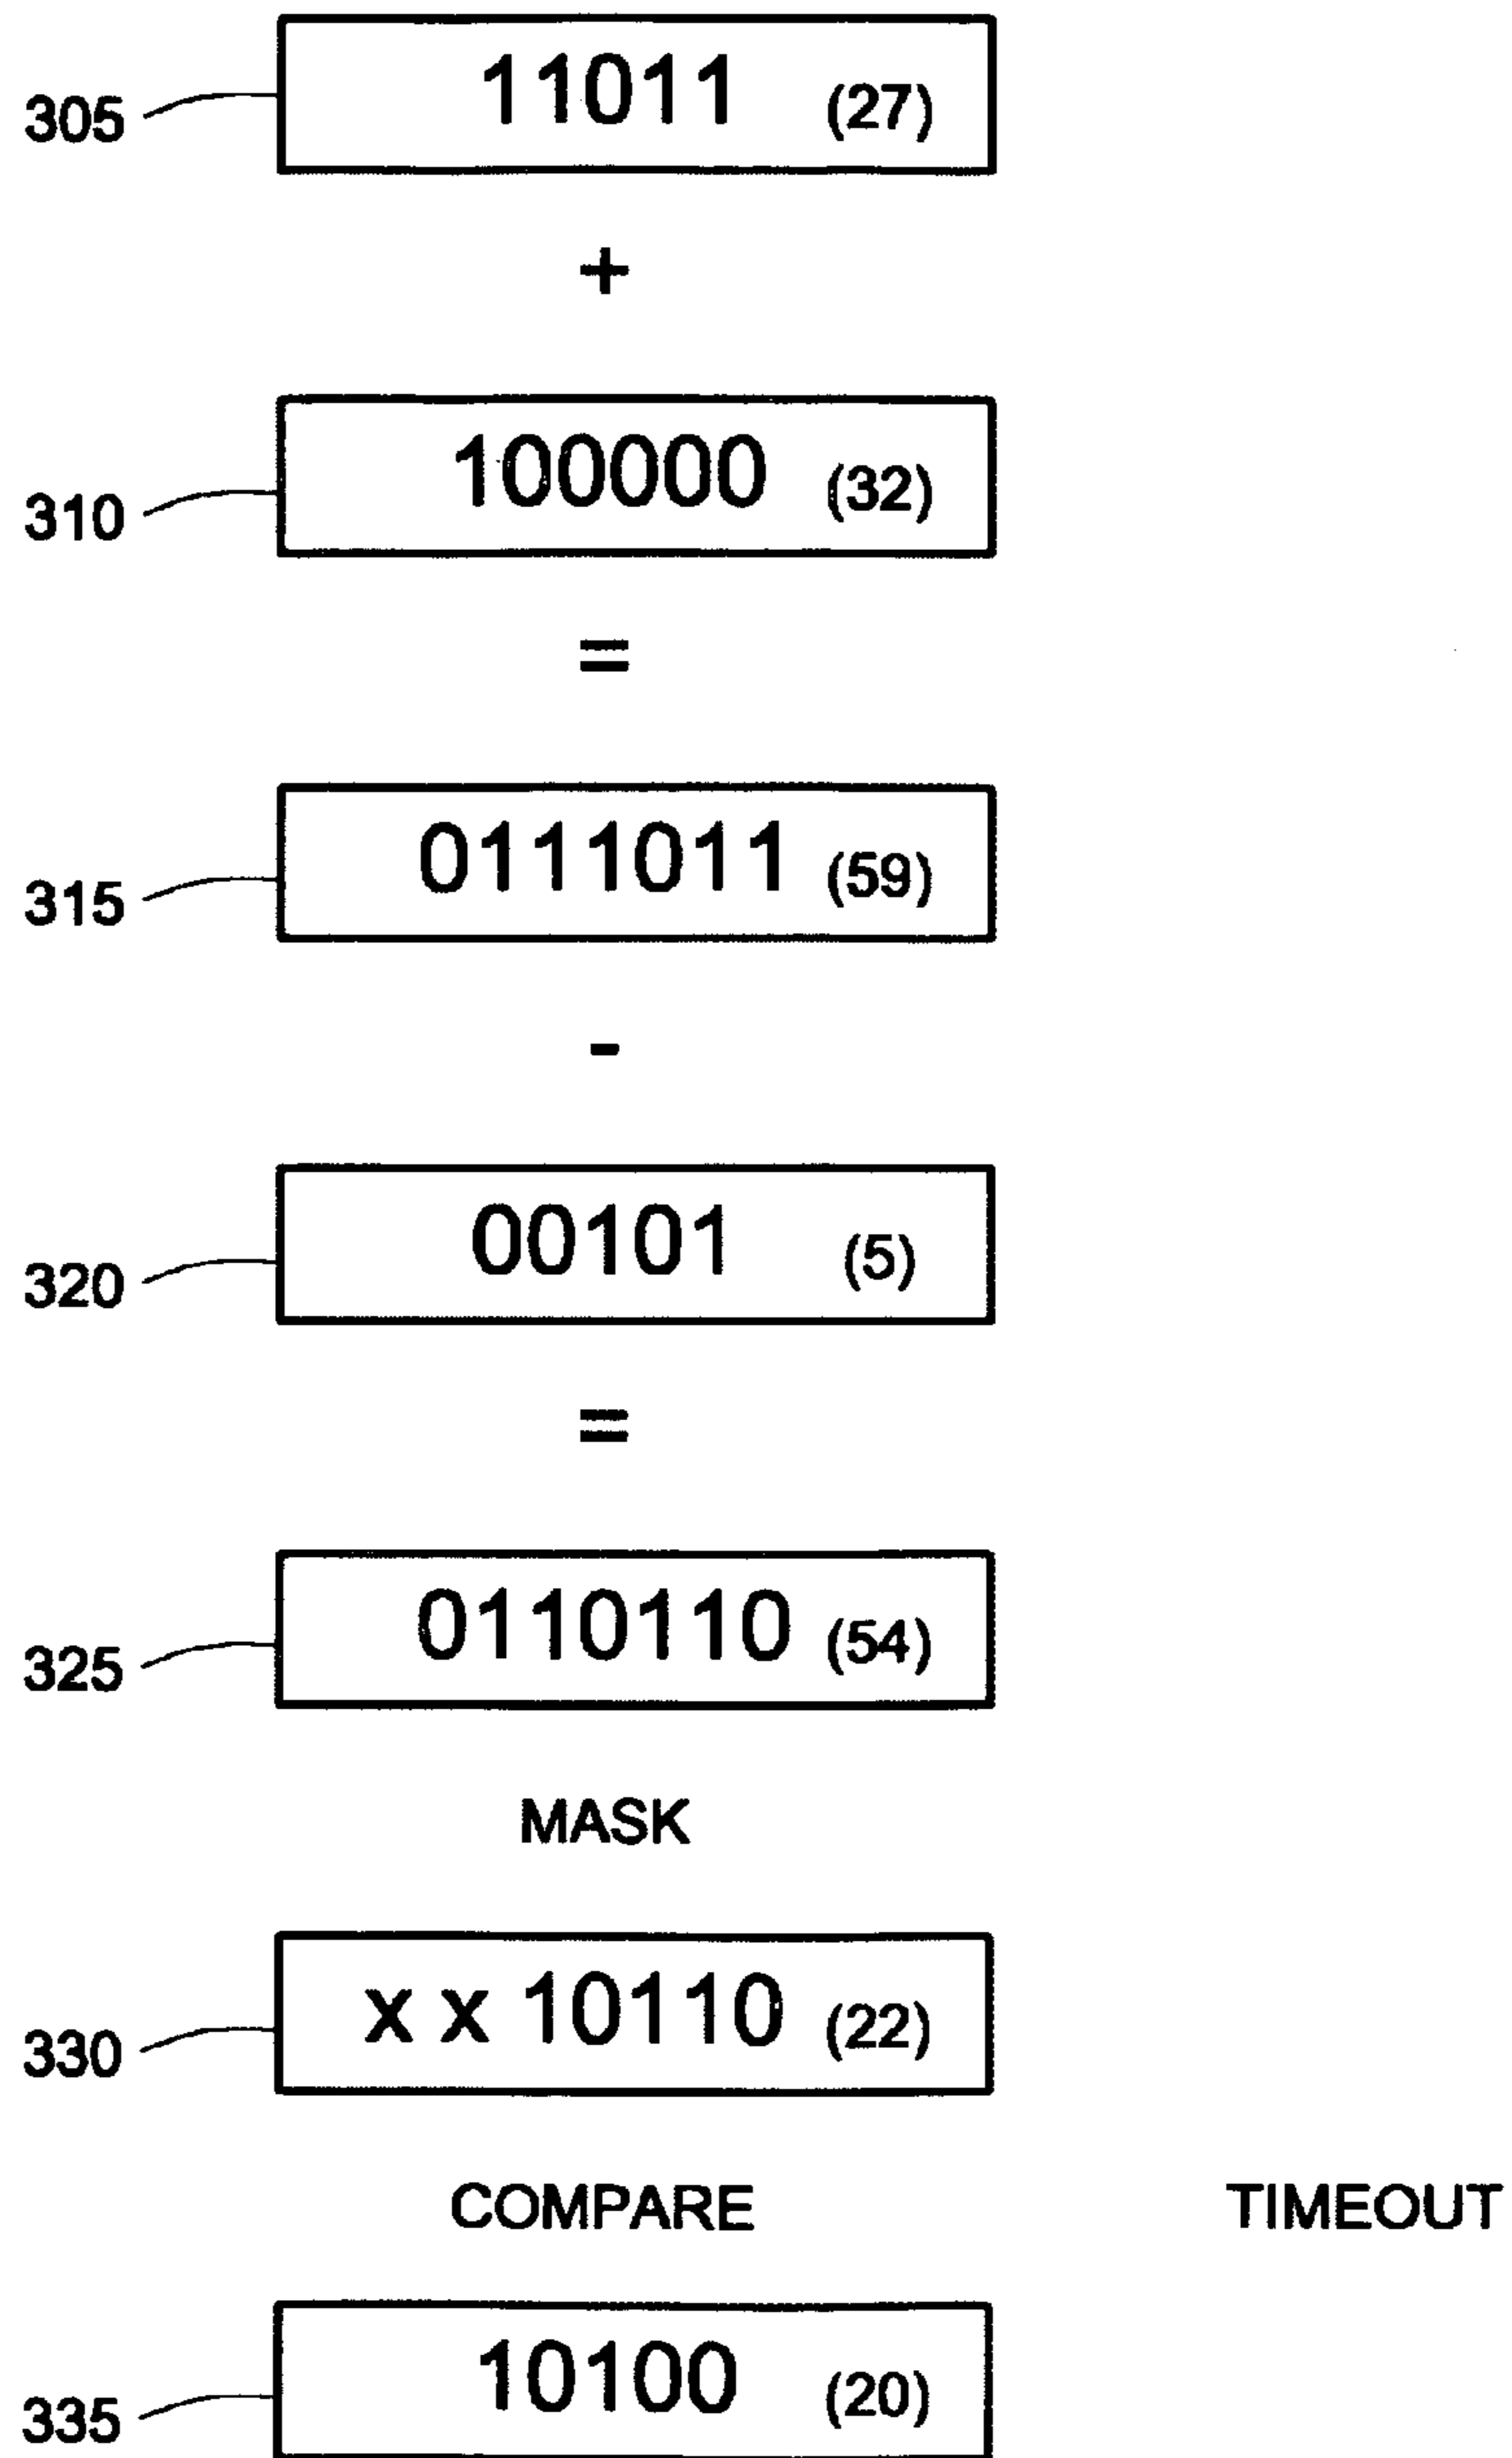 305 11011 (27)
+
310 100000 (32)
=
315 0111011 (59)
-
320 00101 (5)
=
325 0110110 (54)
MASK
330 x x 10110 (22)
COMPARE TIMEOUT
335 10100 (20)